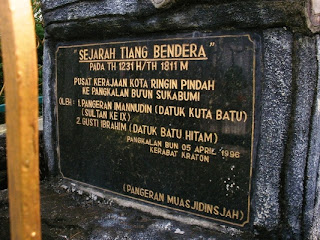 "SEJARAH TIANG BENDERA"
PADA TH 1231 H/TH 1811 M
PUSAT KERAJAAN KOTA RINGIN PINDAH
KE PANGKALAN BU'UN SUKABUMI
OLEH : 1. PANGERAN IMANNUDIN (DATUK KUTA BATU)
(SULTAN KE IX)
2. GUSTI IBRAHIM (DATUK BATU HITAM)
PANGKALAN BUN 05 APRIL 1996
KERABAT KRATON
(PANGERAN MUASJIDINSJAH)